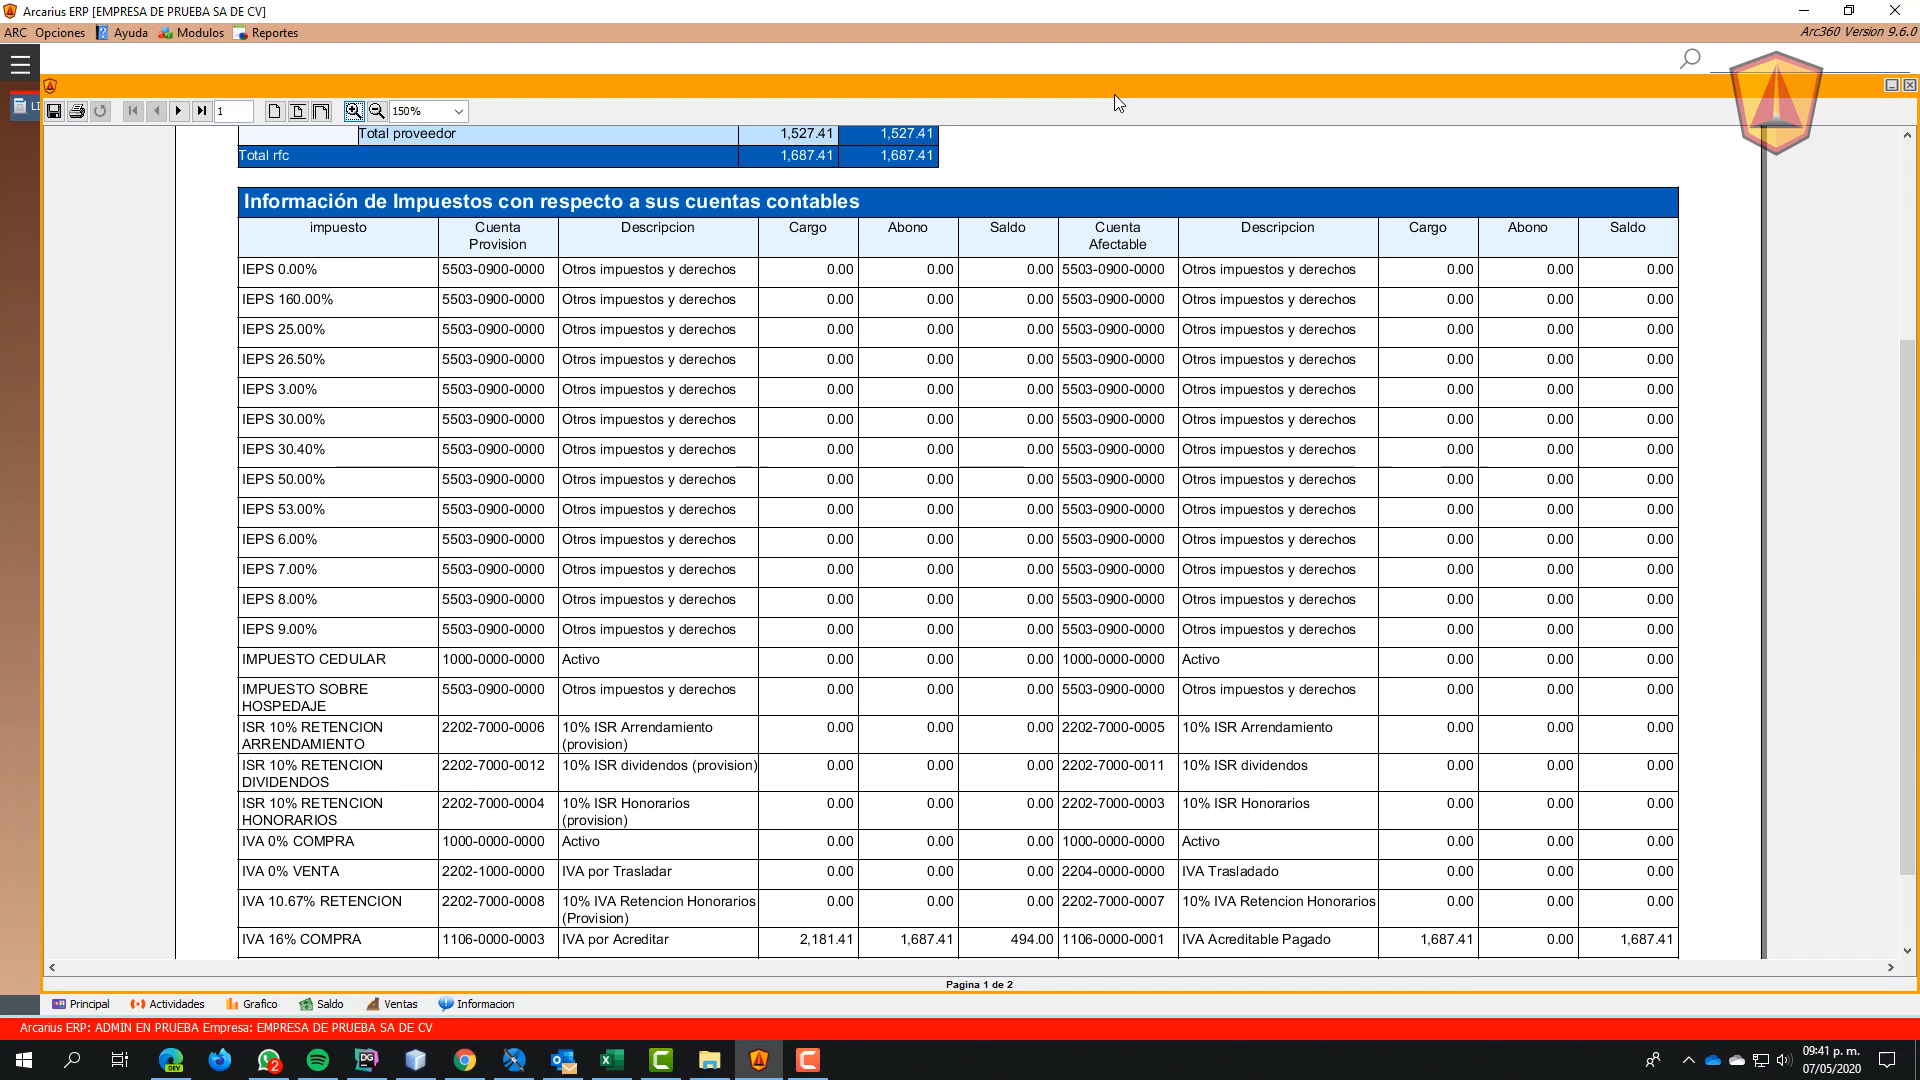 Arcarius ERP [EMPRESA DE PRUEBA SA DE CV]
ARC Opciones Ayuda Modulos Reportes Arc360 Version 9.6.0
LI
1 150%
Total proveedor 1,527.41 1,527.41
Total rfc 1,687.41 1,687.41
Información de Impuestos con respecto a sus cuentas contables
impuesto Cuenta Provision Descripcion Cargo Abono Saldo Cuenta Afectable Descripcion Cargo Abono Saldo
IEPS 0.00% 5503-0900-0000 Otros impuestos y derechos 0.00 0.00 0.00 5503-0900-0000 Otros impuestos y derechos 0.00 0.00 0.00
IEPS 160.00% 5503-0900-0000 Otros impuestos y derechos 0.00 0.00 0.00 5503-0900-0000 Otros impuestos y derechos 0.00 0.00 0.00
IEPS 25.00% 5503-0900-0000 Otros impuestos y derechos 0.00 0.00 0.00 5503-0900-0000 Otros impuestos y derechos 0.00 0.00 0.00
IEPS 26.50% 5503-0900-0000 Otros impuestos y derechos 0.00 0.00 0.00 5503-0900-0000 Otros impuestos y derechos 0.00 0.00 0.00
IEPS 3.00% 5503-0900-0000 Otros impuestos y derechos 0.00 0.00 0.00 5503-0900-0000 Otros impuestos y derechos 0.00 0.00 0.00
IEPS 30.00% 5503-0900-0000 Otros impuestos y derechos 0.00 0.00 0.00 5503-0900-0000 Otros impuestos y derechos 0.00 0.00 0.00
IEPS 30.40% 5503-0900-0000 Otros impuestos y derechos 0.00 0.00 0.00 5503-0900-0000 Otros impuestos y derechos 0.00 0.00 0.00
IEPS 50.00% 5503-0900-0000 Otros impuestos y derechos 0.00 0.00 0.00 5503-0900-0000 Otros impuestos y derechos 0.00 0.00 0.00
IEPS 53.00% 5503-0900-0000 Otros impuestos y derechos 0.00 0.00 0.00 5503-0900-0000 Otros impuestos y derechos 0.00 0.00 0.00
IEPS 6.00% 5503-0900-0000 Otros impuestos y derechos 0.00 0.00 0.00 5503-0900-0000 Otros impuestos y derechos 0.00 0.00 0.00
IEPS 7.00% 5503-0900-0000 Otros impuestos y derechos 0.00 0.00 0.00 5503-0900-0000 Otros impuestos y derechos 0.00 0.00 0.00
IEPS 8.00% 5503-0900-0000 Otros impuestos y derechos 0.00 0.00 0.00 5503-0900-0000 Otros impuestos y derechos 0.00 0.00 0.00
IEPS 9.00% 5503-0900-0000 Otros impuestos y derechos 0.00 0.00 0.00 5503-0900-0000 Otros impuestos y derechos 0.00 0.00 0.00
IMPUESTO CEDULAR 1000-0000-0000 Activo 0.00 0.00 0.00 1000-0000-0000 Activo 0.00 0.00 0.00
IMPUESTO SOBRE HOSPEDAJE 5503-0900-0000 Otros impuestos y derechos 0.00 0.00 0.00 5503-0900-0000 Otros impuestos y derechos 0.00 0.00 0.00
ISR 10% RETENCION ARRENDAMIENTO 2202-7000-0006 10% ISR Arrendamiento (provision) 0.00 0.00 0.00 2202-7000-0005 10% ISR Arrendamiento 0.00 0.00 0.00
ISR 10% RETENCION DIVIDENDOS 2202-7000-0012 10% ISR dividendos (provision) 0.00 0.00 0.00 2202-7000-0011 10% ISR dividendos 0.00 0.00 0.00
ISR 10% RETENCION HONORARIOS 2202-7000-0004 10% ISR Honorarios (provision) 0.00 0.00 0.00 2202-7000-0003 10% ISR Honorarios 0.00 0.00 0.00
IVA 0% COMPRA 1000-0000-0000 Activo 0.00 0.00 0.00 1000-0000-0000 Activo 0.00 0.00 0.00
IVA 0% VENTA 2202-1000-0000 IVA por Trasladar 0.00 0.00 0.00 2204-0000-0000 IVA Trasladado 0.00 0.00 0.00
IVA 10.67% RETENCION 2202-7000-0008 10% IVA Retencion Honorarios (Provision) 0.00 0.00 0.00 2202-7000-0007 10% IVA Retencion Honorarios 0.00 0.00 0.00
IVA 16% COMPRA 1106-0000-0003 IVA por Acreditar 2,181.41 1,687.41 494.00 1106-0000-0001 IVA Acreditable Pagado 1,687.41 0.00 1,687.41
Pagina 1 de 2
Principal Actividades Grafico Saldo Ventas Informacion
Arcarius ERP: ADMIN EN PRUEBA Empresa: EMPRESA DE PRUEBA SA DE CV
DEV 2 DG 09:41 p. m.
07/05/2020